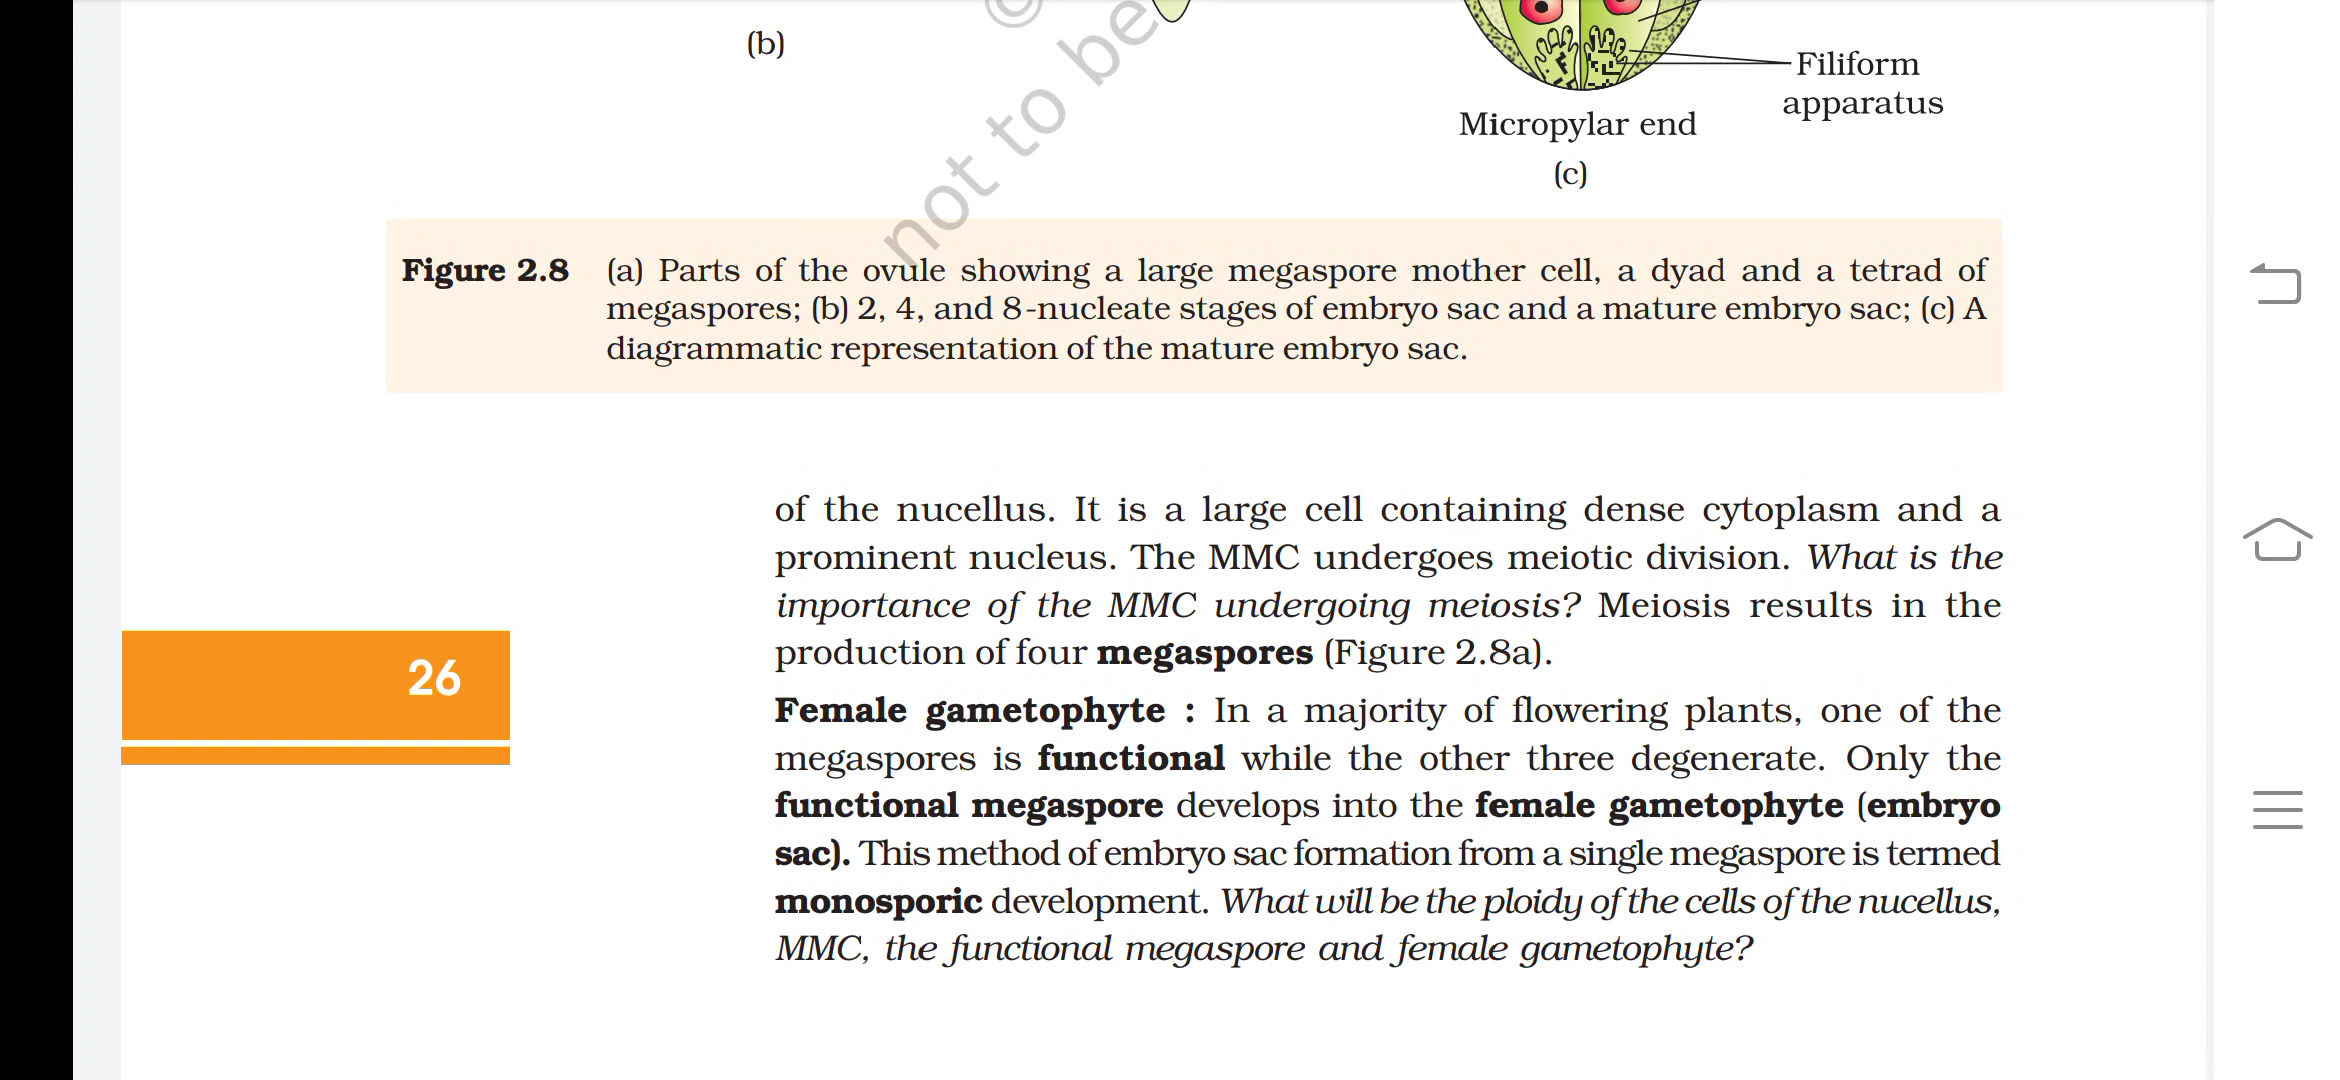 ©
not to be
(b)
Filiform
apparatus
Micropylar end
(c)
Figure 2.8 (a) Parts of the ovule showing a large megaspore mother cell, a dyad and a tetrad of
megaspores; (b) 2, 4, and 8-nucleate stages of embryo sac and a mature embryo sac; (c) A
diagrammatic representation of the mature embryo sac.
of the nucellus. It is a large cell containing dense cytoplasm and a
prominent nucleus. The MMC undergoes meiotic division. What is the
importance of the MMC undergoing meiosis? Meiosis results in the
production of four megaspores (Figure 2.8a).
26
Female gametophyte : In a majority of flowering plants, one of the
megaspores is functional while the other three degenerate. Only the
functional megaspore develops into the female gametophyte (embryo
sac). This method of embryo sac formation from a single megaspore is termed
monosporic development. What will be the ploidy of the cells of the nucellus,
MMC, the functional megaspore and female gametophyte?